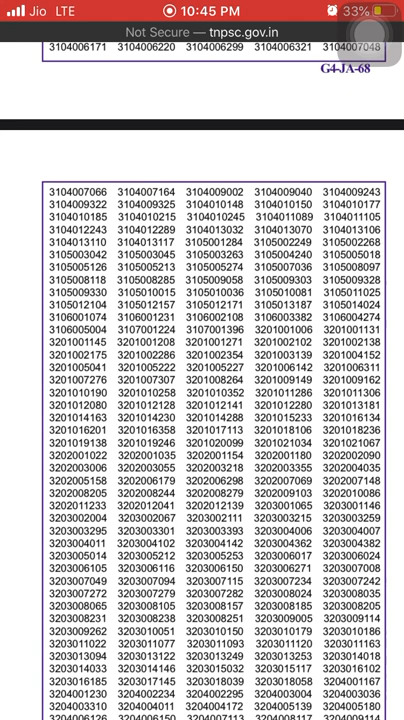 Jio LTE 10:45 PM 33%
Not Secure — tnpsc.gov.in
3104006171 3104006220 3104006299 3104006321 3104007048
G4-JA-68
3104007066 3104007164 3104009002 3104009040 3104009243
3104009322 3104009325 3104010148 3104010150 3104010177
3104010185 3104010215 3104010245 3104011089 3104011105
3104012243 3104012289 3104013032 3104013070 3104013106
3104013110 3104013117 3105001284 3105002249 3105002268
3105003042 3105003045 3105003263 3105004240 3105005018
3105005126 3105005213 3105005274 3105007036 3105008097
3105008118 3105008285 3105009058 3105009303 3105009328
3105009330 3105010015 3105010036 3105010081 3105011025
3105012104 3105012157 3105012171 3105013187 3105014024
3106001074 3106001231 3106002108 3106003382 3106004274
3106005004 3107001224 3107001396 3201001006 3201001131
3201001145 3201001208 3201001271 3201002102 3201002138
3201002175 3201002286 3201002354 3201003139 3201004152
3201005041 3201005222 3201005227 3201006142 3201006311
3201007276 3201007307 3201008264 3201009149 3201009162
3201010190 3201010258 3201010352 3201011286 3201011306
3201012080 3201012128 3201012141 3201012280 3201013181
3201014163 3201014230 3201014288 3201015233 3201016134
3201016201 3201016358 3201017113 3201018106 3201018236
3201019138 3201019246 3201020099 3201021034 3201021067
3202001022 3202001035 3202001154 3202001180 3202002090
3202003006 3202003055 3202003218 3202003355 3202004035
3202005158 3202006179 3202006298 3202007069 3202007148
3202008205 3202008244 3202008279 3202009103 3202010086
3202011233 3202012041 3202012139 3203001065 3203001146
3203002004 3203002067 3203002111 3203003215 3203003259
3203003295 3203003301 3203003393 3203004006 3203004007
3203004011 3203004102 3203004142 3203004362 3203004382
3203005014 3203005212 3203005253 3203006017 3203006024
3203006105 3203006116 3203006150 3203006271 3203007008
3203007049 3203007094 3203007115 3203007234 3203007242
3203007272 3203007279 3203007282 3203008024 3203008035
3203008065 3203008105 3203008157 3203008185 3203008205
3203008231 3203008238 3203008251 3203009005 3203009114
3203009262 3203010051 3203010150 3203010179 3203010186
3203011022 3203011077 3203011093 3203011120 3203011163
3203013094 3203013122 3203013249 3203013253 3203014018
3203014033 3203014146 3203015032 3203015117 3203016102
3203016185 3203017145 3203018039 3203018058 3204001167
3204001230 3204002234 3204002295 3204003004 3204003036
3204003201 3204004011 3204004172 3204005139 3204005180
3204006126 3204006150 3204007113 3204008117 3204009114